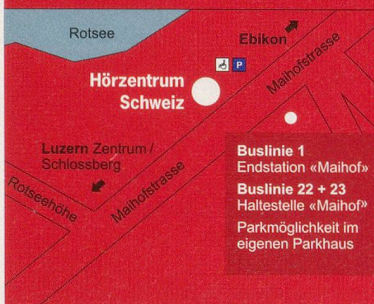 Rotsee
Ebikon
Maihofstrasse
P
Hörzentrum
Schweiz
Luzern Zentrum /
Schlossberg
Rotseehöhe
Maihofstrasse
Buslinie 1
Endstation «Maihof»
Buslinie 22 + 23
Haltestelle «Maihof»
Parkmöglichkeit im
eigenen Parkhaus